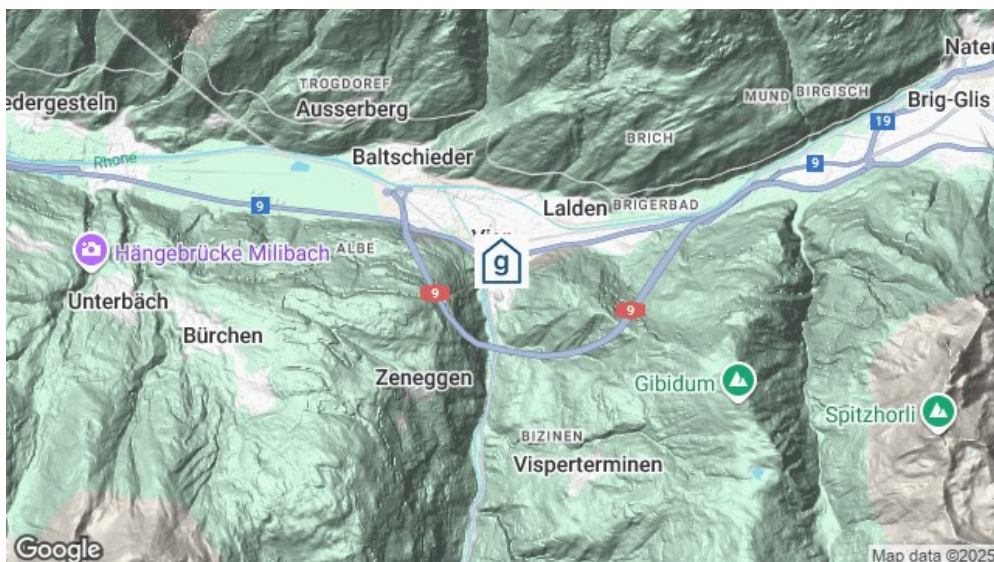 Nater
edergesteln
TROGDOREF
Ausserberg
MUND
BIRGISCH
Brig-Glis
19
BRICH
Rhone
Baltschieder
9
9
Lalden
BRIGERBAD
g
Hängebrücke Milibach
ALBE
9
9
Unterbäch
Bürchen
Zeneggen
Gibidum
Spitzhorli
BIZINEN
Visperterminen
Google
Map data ©2025